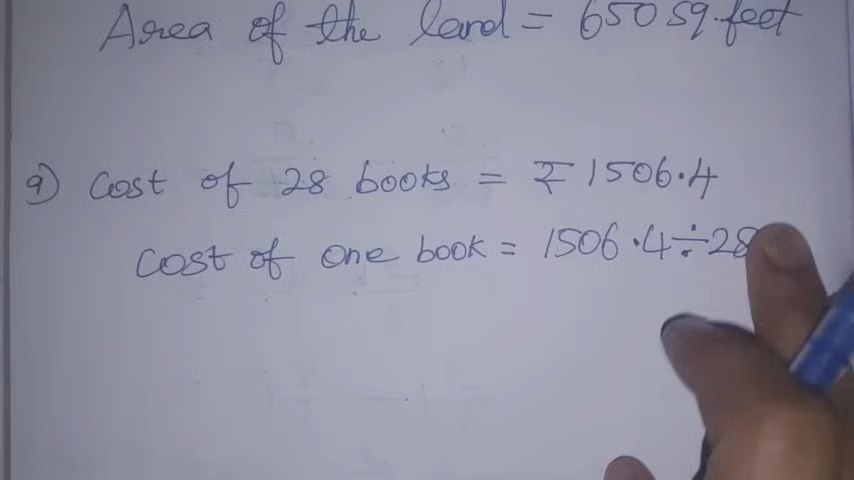 Area of the land = 650 sq.feet
9) Cost of 28 books = ₹ 1506.4
Cost of one book = 1506.4÷28